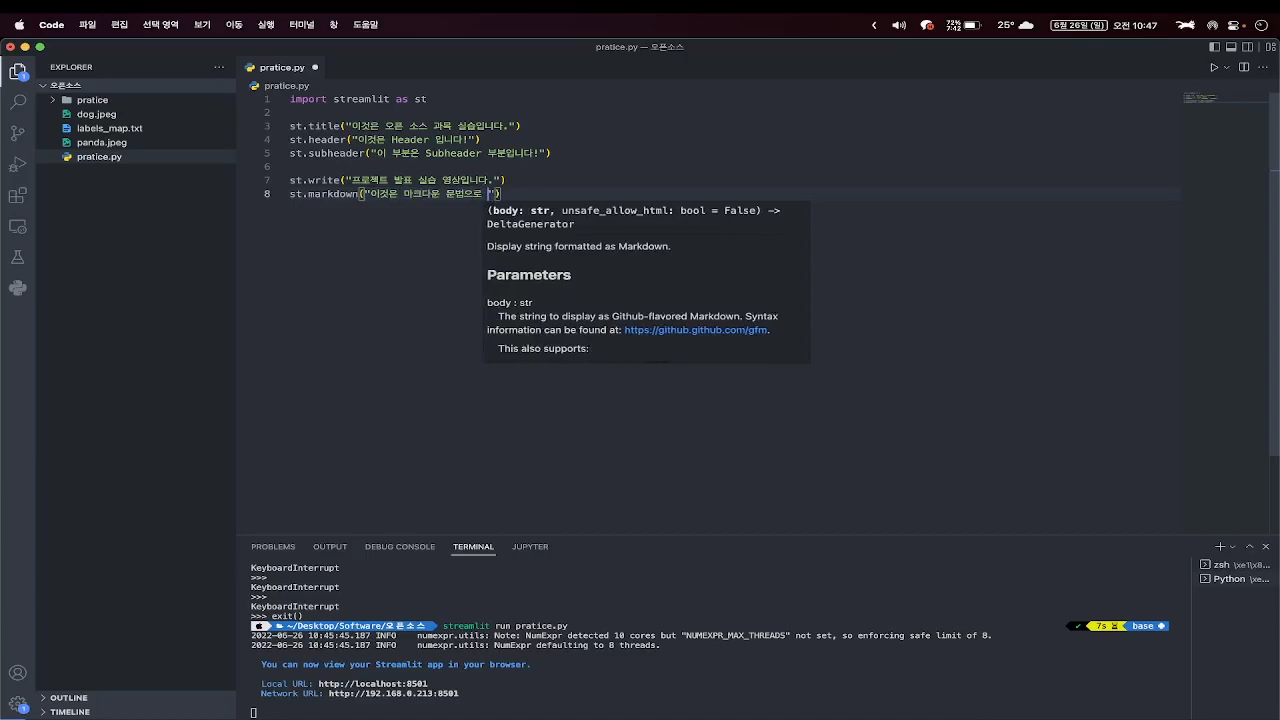 Code 파일 편집 선택 영역 보기 이동 실행 터미널 창 도움말 72% 7:42 25° 6월 26일 (일) 오전 10:47
pratice.py — 오픈소스
EXPLORER
pratice.py
오픈소스
pratice.py
pratice
dog.jpeg
labels_map.txt
panda.jpeg
pratice.py
1 import streamlit as st
2
3 st.title("이것은 오픈 소스 과목 실습입니다.")
4 st.header("이것은 Header 입니다!")
5 st.subheader("이 부분은 Subheader 부분입니다!")
6
7 st.write("프로젝트 발표 실습 영상입니다.")
8 st.markdown("이것은 마크다운 문법으로 ")
(body: str, unsafe_allow_html: bool = False) ->
DeltaGenerator
Display string formatted as Markdown.
Parameters
body : str
The string to display as Github-flavored Markdown. Syntax
information can be found at: https://github.github.com/gfm.
This also supports:
PROBLEMS OUTPUT DEBUG CONSOLE TERMINAL JUPYTER
KeyboardInterrupt
>>>
KeyboardInterrupt
>>>
KeyboardInterrupt
>>> exit()
~/Desktop/Software/오픈소스 streamlit run pratice.py ✓ 7s base
2022-06-26 10:45:45.187 INFO numexpr.utils: Note: NumExpr detected 10 cores but "NUMEXPR_MAX_THREADS" not set, so enforcing safe limit of 8.
2022-06-26 10:45:45.187 INFO numexpr.utils: NumExpr defaulting to 8 threads.
You can now view your Streamlit app in your browser.
Local URL: http://localhost:8501
Network URL: http://192.168.0.213:8501
zsh \xe1\x8...
Python \xe...
OUTLINE
TIMELINE
1
1